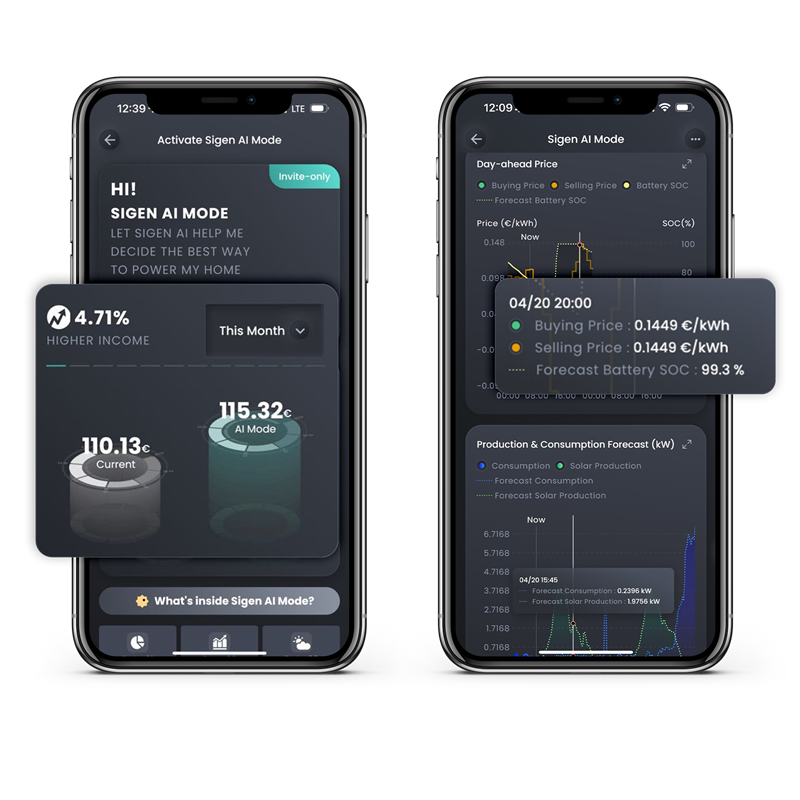 12:39
LTE
Activate Sigen AI Mode
Invite-only
HI!
SIGEN AI MODE
LET SIGEN AI HELP ME
DECIDE THE BEST WAY
TO POWER MY HOME
4.71%
HIGHER INCOME
This Month
115.32€
AI Mode
110.13€
Current
What's inside Sigen AI Mode?
12:09
Sigen AI Mode
Day-ahead Price
Buying Price Selling Price Battery SOC
Forecast Battery SOC
Price (€/kWh) SOC(%)
Now
0.148 100
0.098 80
04/20 20:00
Buying Price : 0.1449 €/kWh
Selling Price : 0.1449 €/kWh
Forecast Battery SOC : 99.3 %
00:00 08:00 16:00 00:00 08:00 16:00
Production & Consumption Forecast (kW)
Consumption Solar Production
Forecast Consumption
Forecast Solar Production
Now
6.7168
5.7168
4.7168
3.7168
2.7168
1.7168
0.7168
04/20 15:45
Forecast Consumption : 0.2396 kW
Forecast Solar Production : 1.9756 kW